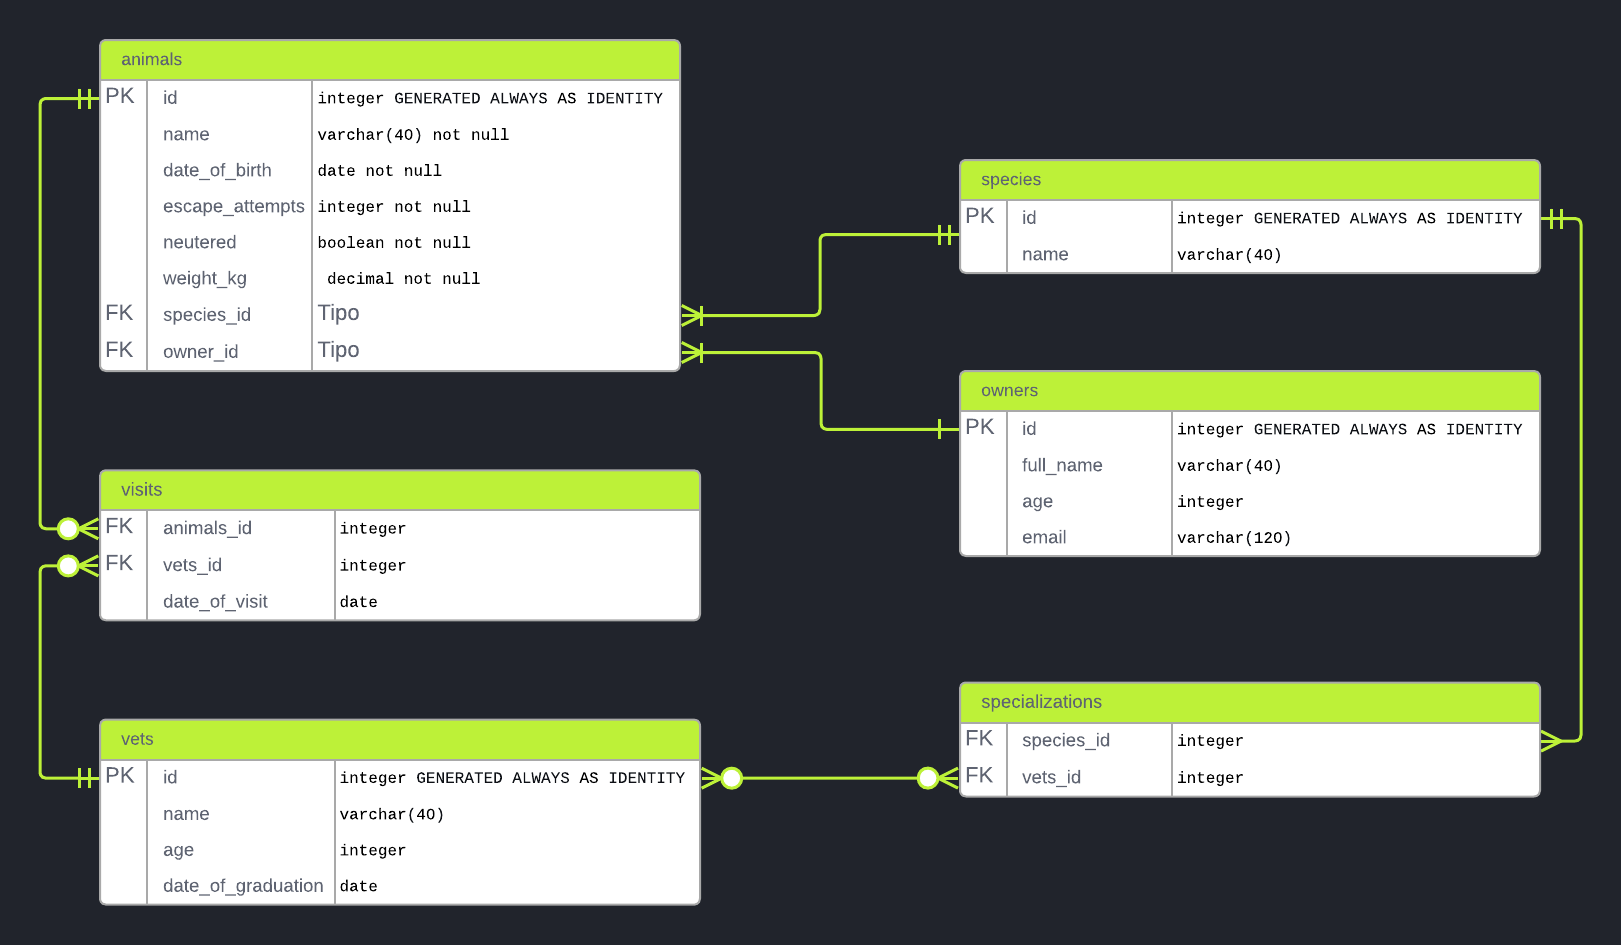 animals
PK id integer GENERATED ALWAYS AS IDENTITY
name varchar(40) not null
date_of_birth date not null
escape_attempts integer not null
neutered boolean not null
weight_kg decimal not null
FK species_id Tipo
FK owner_id Tipo
species
PK id integer GENERATED ALWAYS AS IDENTITY
name varchar(40)
owners
PK id integer GENERATED ALWAYS AS IDENTITY
full_name varchar(40)
age integer
email varchar(120)
visits
FK animals_id integer
FK vets_id integer
date_of_visit date
vets
PK id integer GENERATED ALWAYS AS IDENTITY
name varchar(40)
age integer
date_of_graduation date
specializations
FK species_id integer
FK vets_id integer